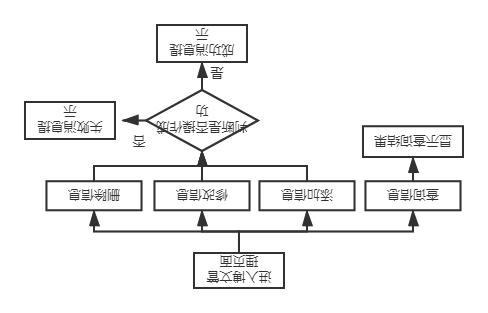 进入博文管
理页面
查询信息
添加信息
修改信息
删除信息
显示查询结果
判断是否操作成
功
否
失败消息提
示
是
成功消息提
示